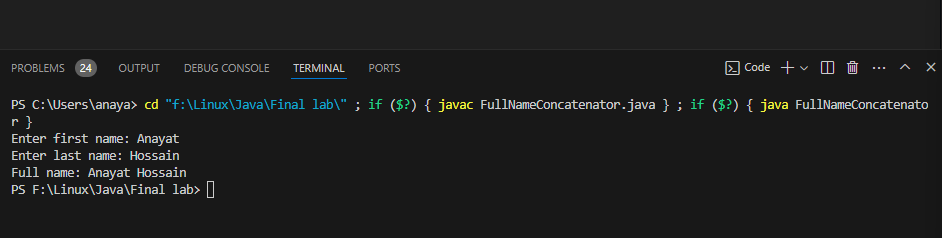 PROBLEMS 24 OUTPUT DEBUG CONSOLE TERMINAL PORTS Code
PS C:\Users\anaya> cd "f:\Linux\Java\Final lab\" ; if ($?) { javac FullNameConcatenator.java } ; if ($?) { java FullNameConcatenato
r }
Enter first name: Anayat
Enter last name: Hossain
Full name: Anayat Hossain
PS F:\Linux\Java\Final lab>